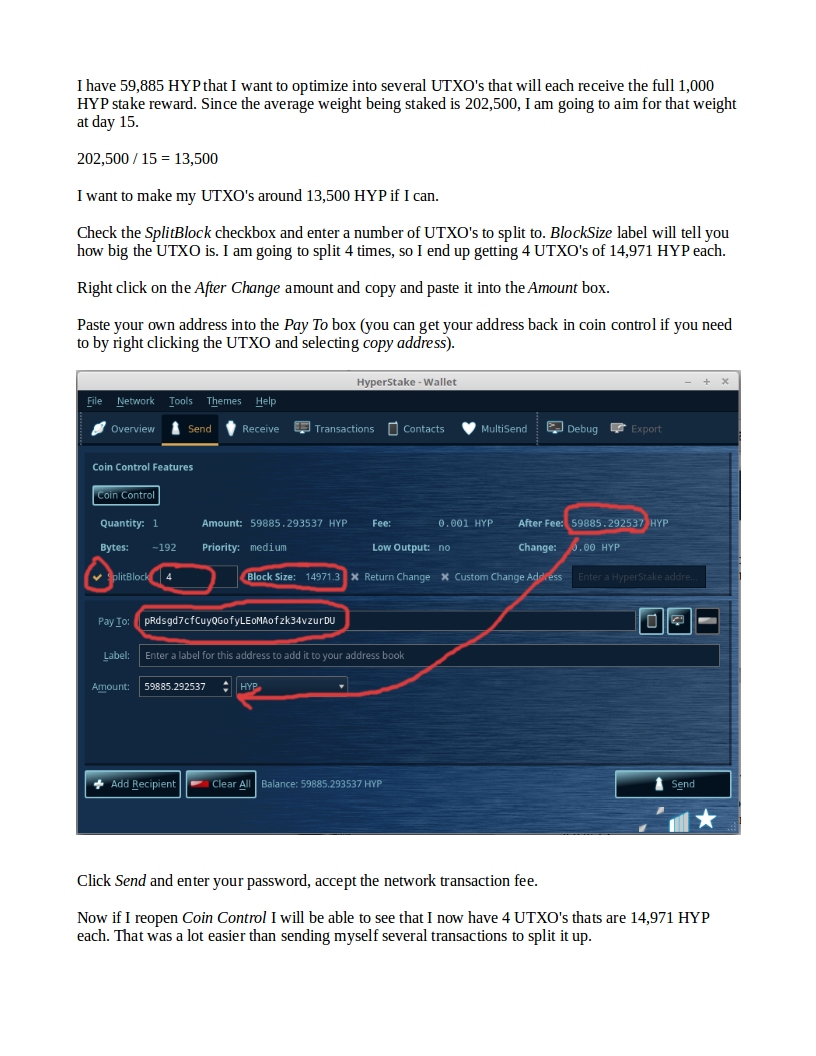 I have 59,885 HYP that I want to optimize into several UTXO's that will each receive the full 1,000
HYP stake reward. Since the average weight being staked is 202,500, I am going to aim for that weight
at day 15.
202,500 / 15 = 13,500
I want to make my UTXO's around 13,500 HYP if I can.
Check the SplitBlock checkbox and enter a number of UTXO's to split to. BlockSize label will tell you
how big the UTXO is. I am going to split 4 times, so I end up getting 4 UTXO's of 14,971 HYP each.
Right click on the After Change amount and copy and paste it into the Amount box.
Paste your own address into the Pay To box (you can get your address back in coin control if you need
to by right clicking the UTXO and selecting copy address).
HyperStake - Wallet
File Network Tools Themes Help
Overview Send Receive Transactions Contacts MultiSend Debug Export
Coin Control Features
Coin Control
Quantity: 1 Amount: 59885.293537 HYP Fee: 0.001 HYP After Fee: 59885.292537 HYP
Bytes: ~192 Priority: medium Low Output: no Change: 0.00 HYP
SplitBlock 4 Block Size: 14971.3 Return Change Custom Change Address Enter a HyperStake addre...
Pay To: pRdsgd7cfCuyQGofyLEoMAofzk34vzurDU
Label: Enter a label for this address to add it to your address book
Amount: 59885.292537 HYP
Add Recipient Clear All Balance: 59885.293537 HYP Send
Click Send and enter your password, accept the network transaction fee.
Now if I reopen Coin Control I will be able to see that I now have 4 UTXO's thats are 14,971 HYP
each. That was a lot easier than sending myself several transactions to split it up.